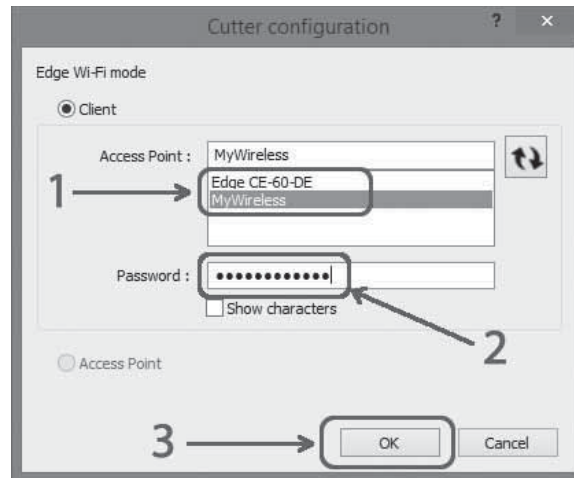 Cutter configuration ? ×
Edge Wi-Fi mode
Client
Access Point : MyWireless
1
Edge CE-60-DE
MyWireless
Password : ●●●●●●●●●●●●
Show characters
2
Access Point
3
OK Cancel